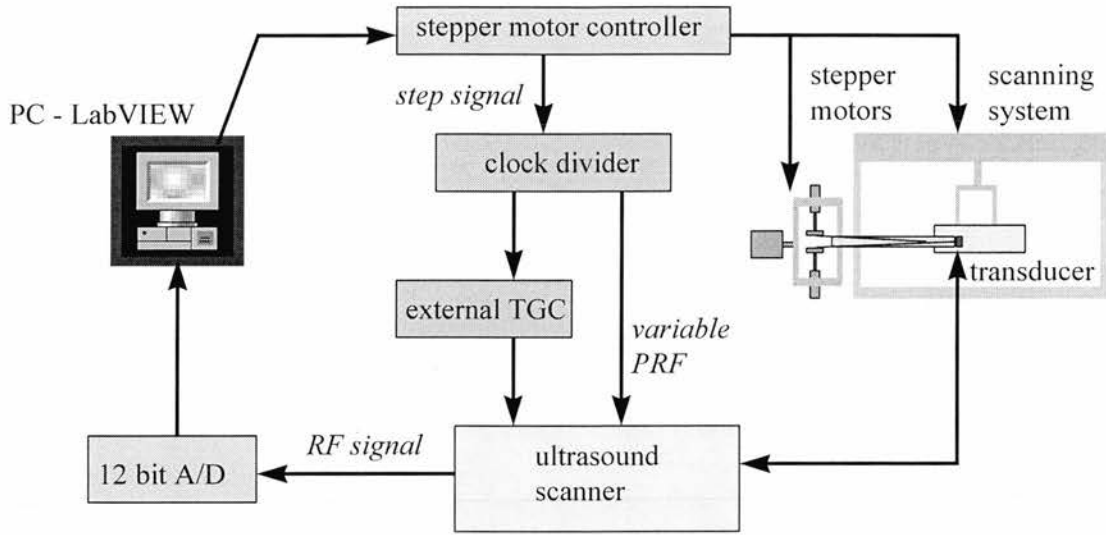 stepper motor controller
stepper
motors
scanning
system
step signal
PC - LabVIEW
clock divider
transducer
external TGC
variable
PRF
RF signal
ultrasound
scanner
12 bit A/D